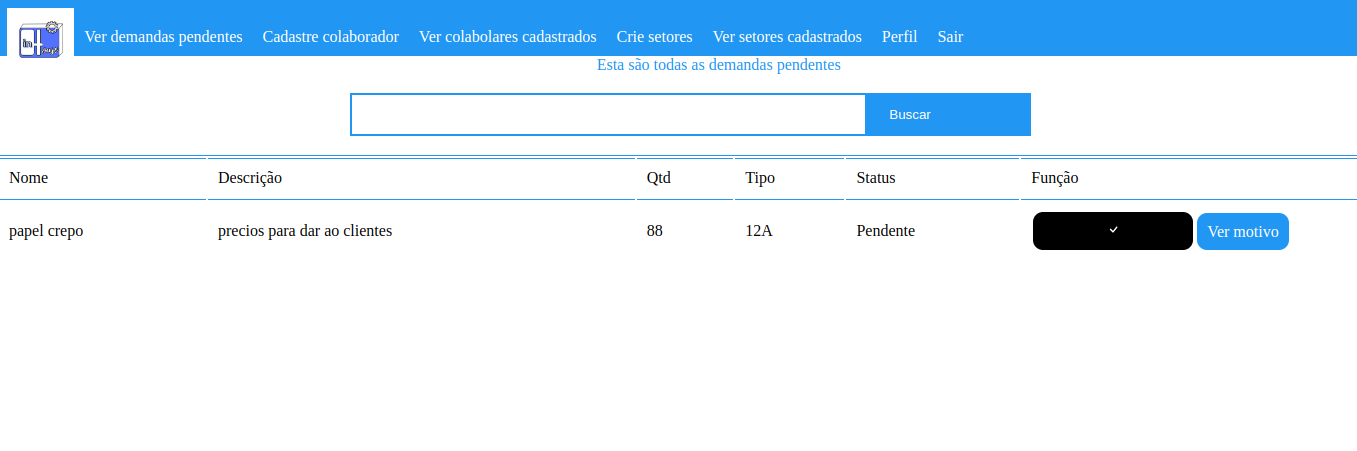 in
Ver demandas pendentes Cadastre colaborador Ver colabolares cadastrados Crie setores Ver setores cadastrados Perfil Sair
Esta são todas as demandas pendentes
Buscar
Nome Descrição Qtd Tipo Status Função
papel crepo precios para dar ao clientes 88 12A Pendente Ver motivo